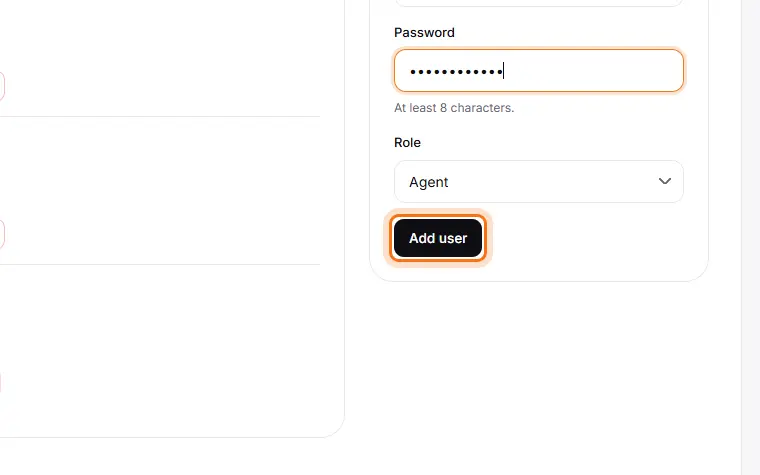 Password
••••••••••••
At least 8 characters.
Role
Agent
Add user